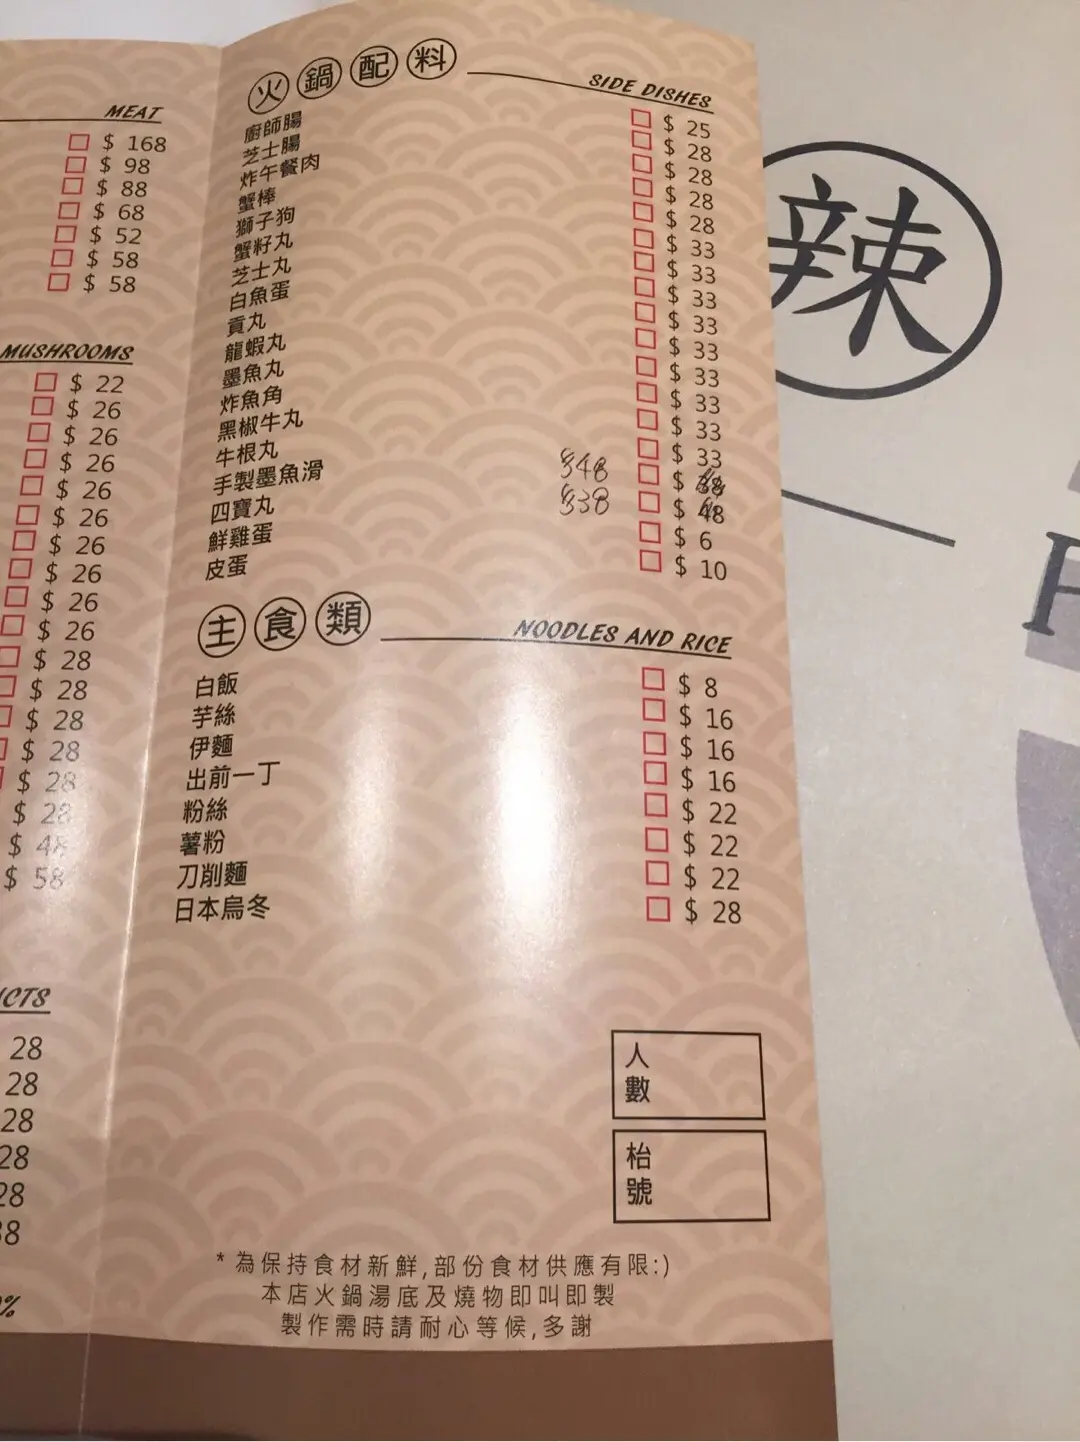 MEAT
$ 168
$ 98
$ 88
$ 68
$ 52
$ 58
$ 58
MUSHROOMS
$ 22
$ 26
$ 26
$ 26
$ 26
$ 26
$ 26
$ 26
$ 26
$ 26
$ 28
$ 28
$ 28
$ 28
$ 28
$ 28
$ 48
$ 58
28
28
28
28
28
%
火鍋配料 SIDE DISHES
廚師腸 $ 25
芝士腸 $ 28
炸午餐肉 $ 28
蟹棒 $ 28
獅子狗 $ 28
蟹籽丸 $ 33
芝士丸 $ 33
白魚蛋 $ 33
貢丸 $ 33
龍蝦丸 $ 33
墨魚丸 $ 33
炸魚角 $ 33
黑椒牛丸 $ 33
牛根丸 $ 33
手製墨魚滑 $48 $ 38
四寶丸 $38 $ 48
鮮雞蛋 $ 6
皮蛋 $ 10
主食類 NOODLES AND RICE
白飯 $ 8
芋絲 $ 16
伊麵 $ 16
出前一丁 $ 16
粉絲 $ 22
薯粉 $ 22
刀削麵 $ 22
日本烏冬 $ 28
人數
枱號
* 為保持食材新鮮,部份食材供應有限:)
本店火鍋湯底及燒物即叫即製
製作需時請耐心等候,多謝
辣